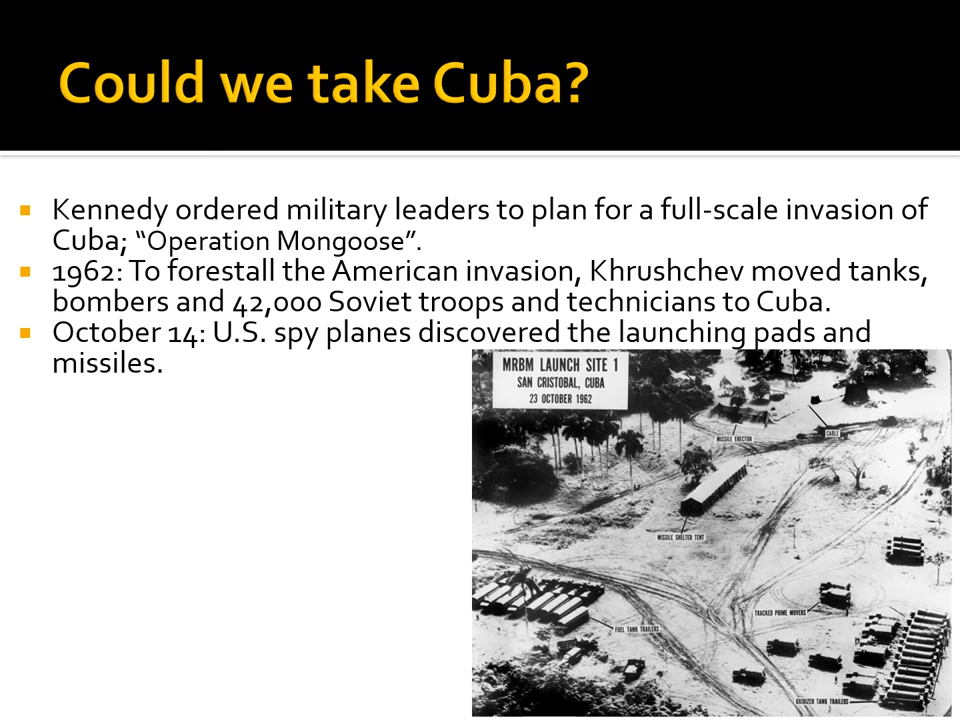 Could we take Cuba?
Kennedy ordered military leaders to plan for a full-scale invasion of
Cuba; “Operation Mongoose”.
1962: To forestall the American invasion, Khrushchev moved tanks,
bombers and 42,000 Soviet troops and technicians to Cuba.
October 14: U.S. spy planes discovered the launching pads and
missiles.
MRBM LAUNCH SITE 1
SAN CRISTOBAL, CUBA
23 OCTOBER 1962
MISSILE ERECTOR
CABLE
MISSILE SHELTER TENT
TRACKED PRIME MOVERS
FUEL TANK TRAILERS
OXIDIZER TANK TRAILERS